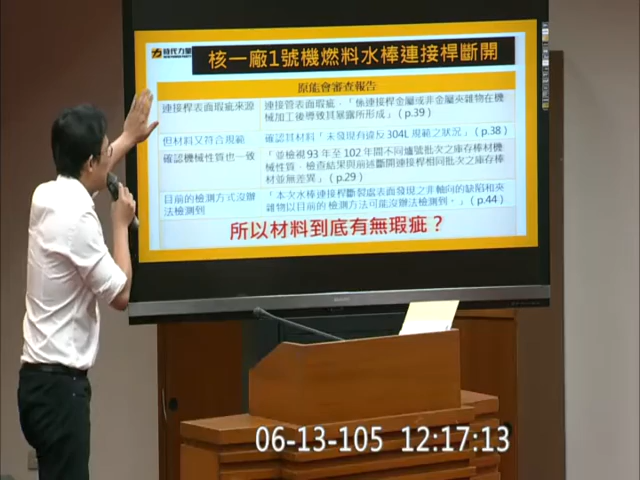 時代力量
核一廠1號機燃料水棒連接桿斷開
原能會審查報告
連接桿表面瑕疵來源
連接管表面瑕疵，「係連接桿金屬或非金屬夾雜物在機
械加工後導致其暴露所形成」(p.39)
但材料又符合規範
確認其材料「未發現有違反 304L 規範之狀況」(p.38)
確認機械性質也一致
「並檢視 93 年至 102 年間不同爐號批次之庫存棒材機
械性質，檢查結果與前述斷開連接桿相同批次之庫存棒
材並無差異」(p.29)
目前的檢測方式沒辦
法檢測到
「本次水棒連接桿斷裂處表面發現之非軸向的缺陷和夾
雜物以目前的檢測方法可能沒辦法檢測到。」(p.44)
所以材料到底有無瑕疵？
06-13-105 12:17:13